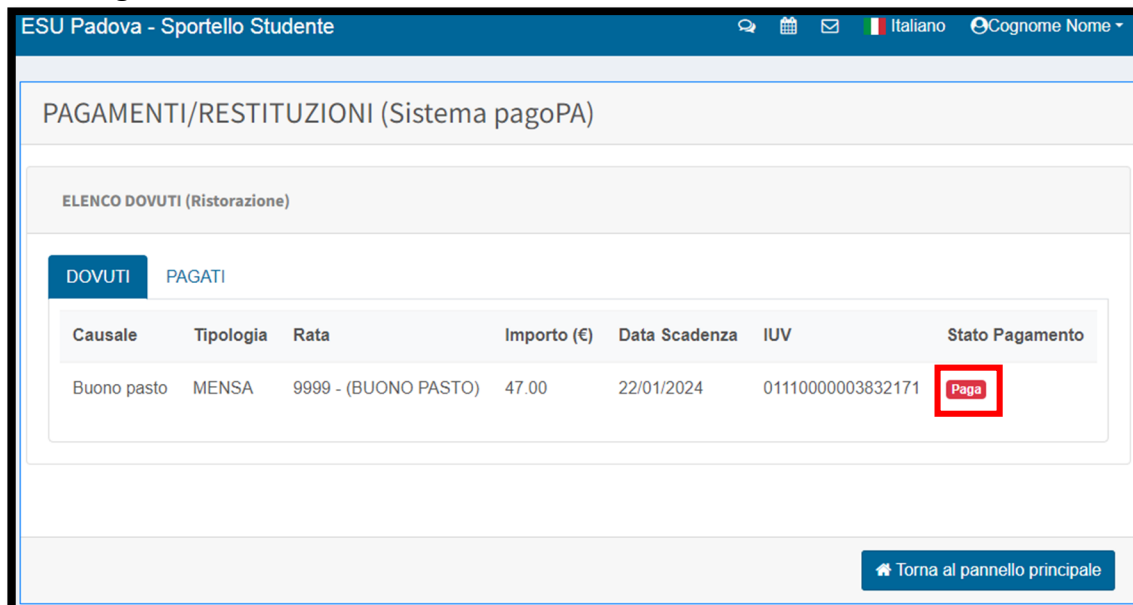 ESU Padova - Sportello Studente Italiano Cognome Nome
PAGAMENTI/RESTITUZIONI (Sistema pagoPA)
ELENCO DOVUTI (Ristorazione)
DOVUTI PAGATI
Causale Tipologia Rata Importo (€) Data Scadenza IUV Stato Pagamento
Buono pasto MENSA 9999 - (BUONO PASTO) 47.00 22/01/2024 01110000003832171 Paga
Torna al pannello principale